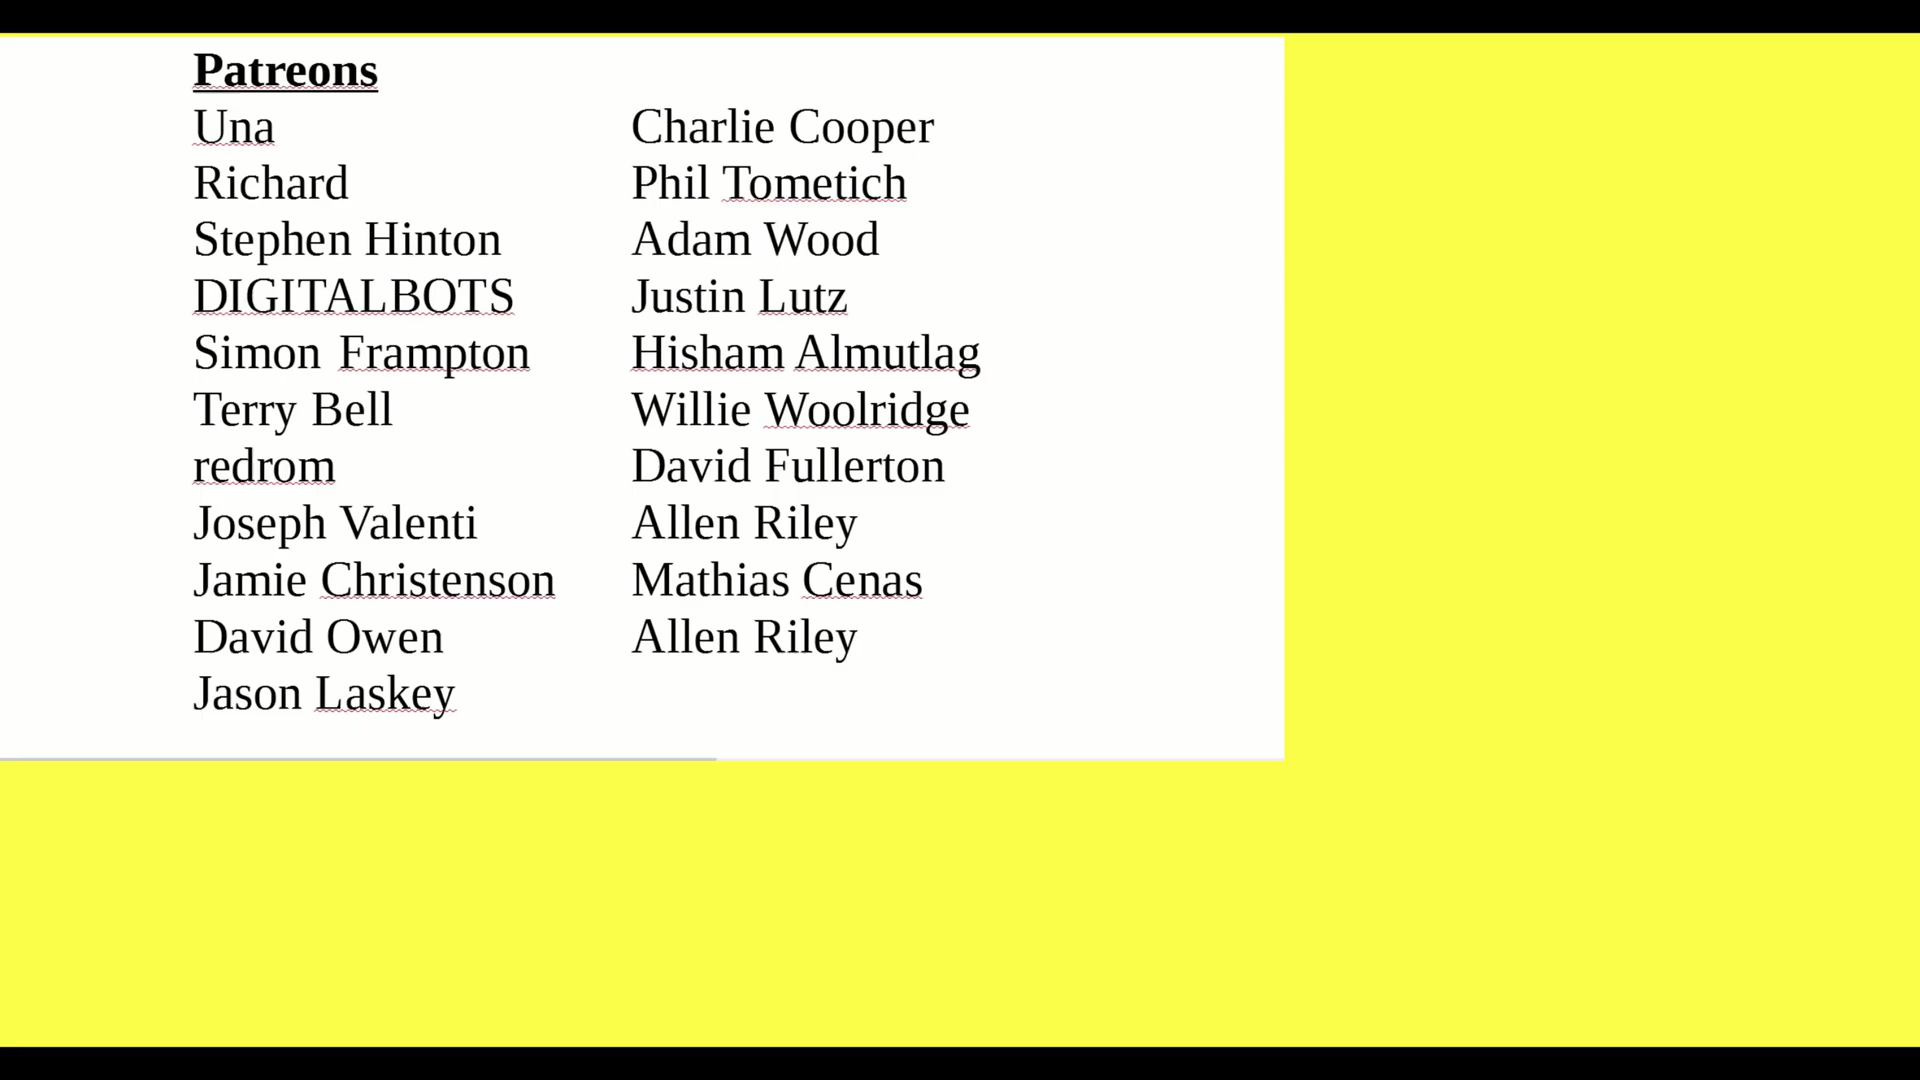 Patreons
Una
Richard
Stephen Hinton
DIGITALBOTS
Simon Frampton
Terry Bell
redrom
Joseph Valenti
Jamie Christenson
David Owen
Jason Laskey
Charlie Cooper
Phil Tometich
Adam Wood
Justin Lutz
Hisham Almutlag
Willie Woolridge
David Fullerton
Allen Riley
Mathias Cenas
Allen Riley